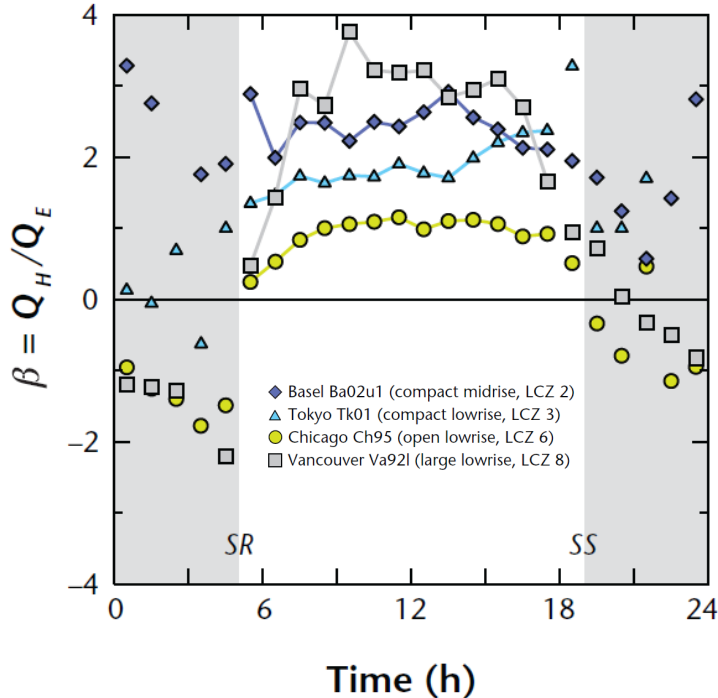 4
2
0
−2
−4
β = Q_H/Q_E
Basel Ba02u1 (compact midrise, LCZ 2)
Tokyo Tk01 (compact lowrise, LCZ 3)
Chicago Ch95 (open lowrise, LCZ 6)
Vancouver Va92l (large lowrise, LCZ 8)
SR
SS
0
6
12
18
24
Time (h)